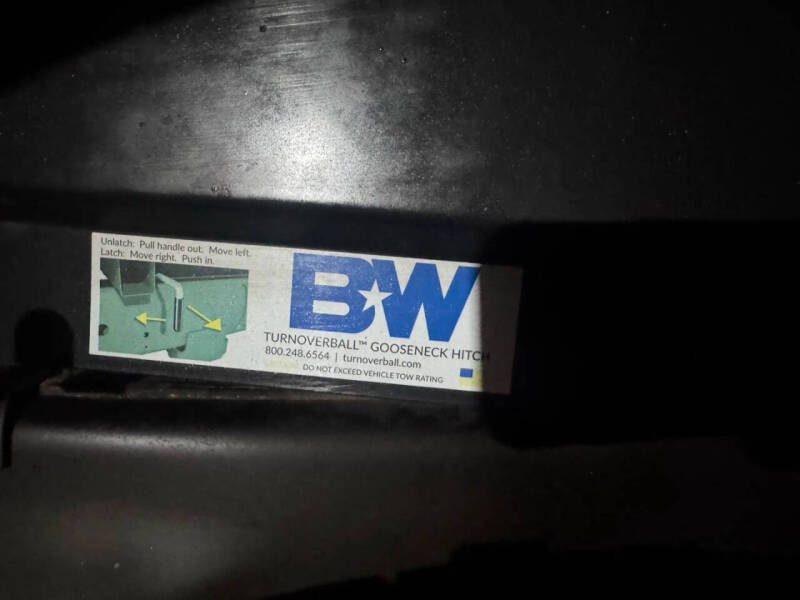 Unlatch: Pull handle out. Move left.
Latch: Move right. Push in.
B★W
TURNOVERBALL™ GOOSENECK HITCH
800.248.6564 | turnoverball.com
DO NOT EXCEED VEHICLE TOW RATING